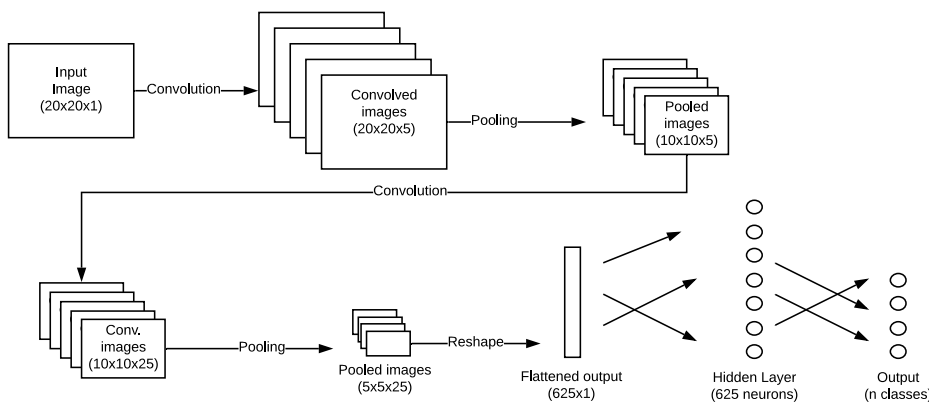 Input
Image
(20x20x1)
Convolution
Convolved
images
(20x20x5)
Pooling
Pooled
images
(10x10x5)
Convolution
Conv.
images
(10x10x25)
Pooling
Pooled images
(5x5x25)
Reshape
Flattened output
(625x1)
Hidden Layer
(625 neurons)
Output
(n classes)